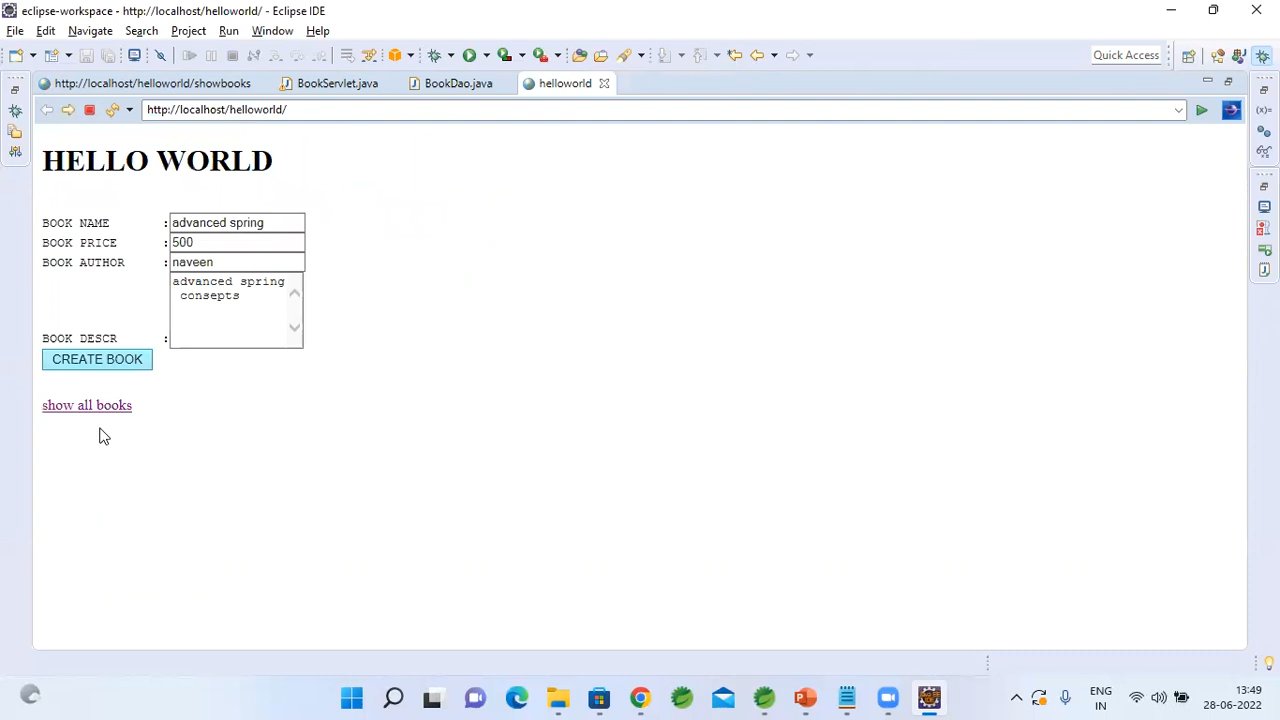 eclipse-workspace - http://localhost/helloworld/ - Eclipse IDE
File Edit Navigate Search Project Run Window Help
Quick Access
http://localhost/helloworld/showbooks BookServlet.java BookDao.java helloworld
http://localhost/helloworld/
HELLO WORLD
BOOK NAME : advanced spring
BOOK PRICE : 500
BOOK AUTHOR : naveen
advanced spring
consepts
BOOK DESCR :
CREATE BOOK
show all books
ENG 13:49
IN 28-06-2022